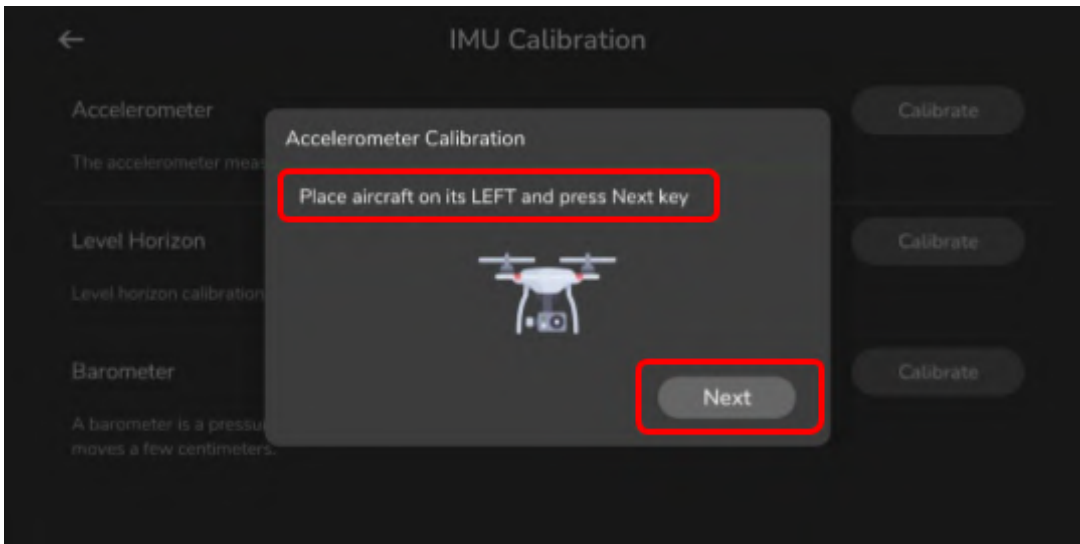 IMU Calibration
Accelerometer
Calibrate
The accelerometer meas
Accelerometer Calibration
Place aircraft on its LEFT and press Next key
Level Horizon
Calibrate
Level horizon calibration
Barometer
Calibrate
Next
A barometer is a pressu
moves a few centimeters.